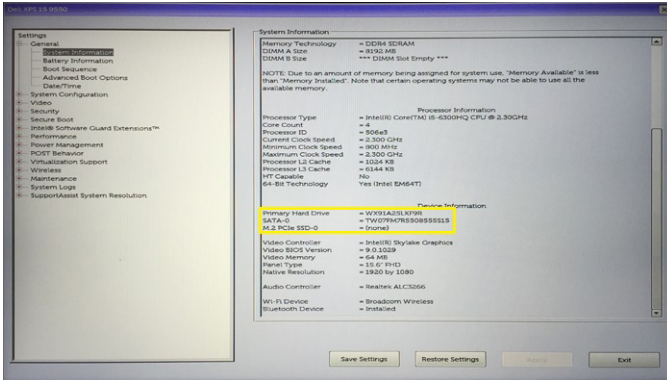 Dell XPS 15 9550
Settings
General
System Information
Battery Information
Boot Sequence
Advanced Boot Options
Date/Time
System Configuration
Video
Security
Secure Boot
Intel® Software Guard Extensions™
Performance
Power Management
POST Behavior
Virtualization Support
Wireless
Maintenance
System Logs
SupportAssist System Resolution
System Information
Memory Technology = DDR4 SDRAM
DIMM A Size = 8192 MB
DIMM B Size *** DIMM Slot Empty ***
NOTE: Due to an amount of memory being assigned for system use, "Memory Available" is less
than "Memory Installed". Note that certain operating systems may not be able to use all the
available memory.
Processor Information
Processor Type = Intel(R) Core(TM) i5-6300HQ CPU @ 2.30GHz
Core Count = 4
Processor ID = 506e3
Current Clock Speed = 2.300 GHz
Minimum Clock Speed = 800 MHz
Maximum Clock Speed = 2.300 GHz
Processor L2 Cache = 1024 KB
Processor L3 Cache = 6144 KB
HT Capable No
64-Bit Technology Yes (Intel EM64T)
Device Information
Primary Hard Drive = WX91A25LKF9R
SATA-0 = TW07FM7R5508555515
M.2 PCIe SSD-0 = (none)
Video Controller = Intel(R) Skylake Graphics
Video BIOS Version = 9.0.1029
Video Memory = 64 MB
Panel Type = 15.6" FHD
Native Resolution = 1920 by 1080
Audio Controller = Realtek ALC3266
Wi-Fi Device = Broadcom Wireless
Bluetooth Device = Installed
Save Settings
Restore Settings
Apply
Exit